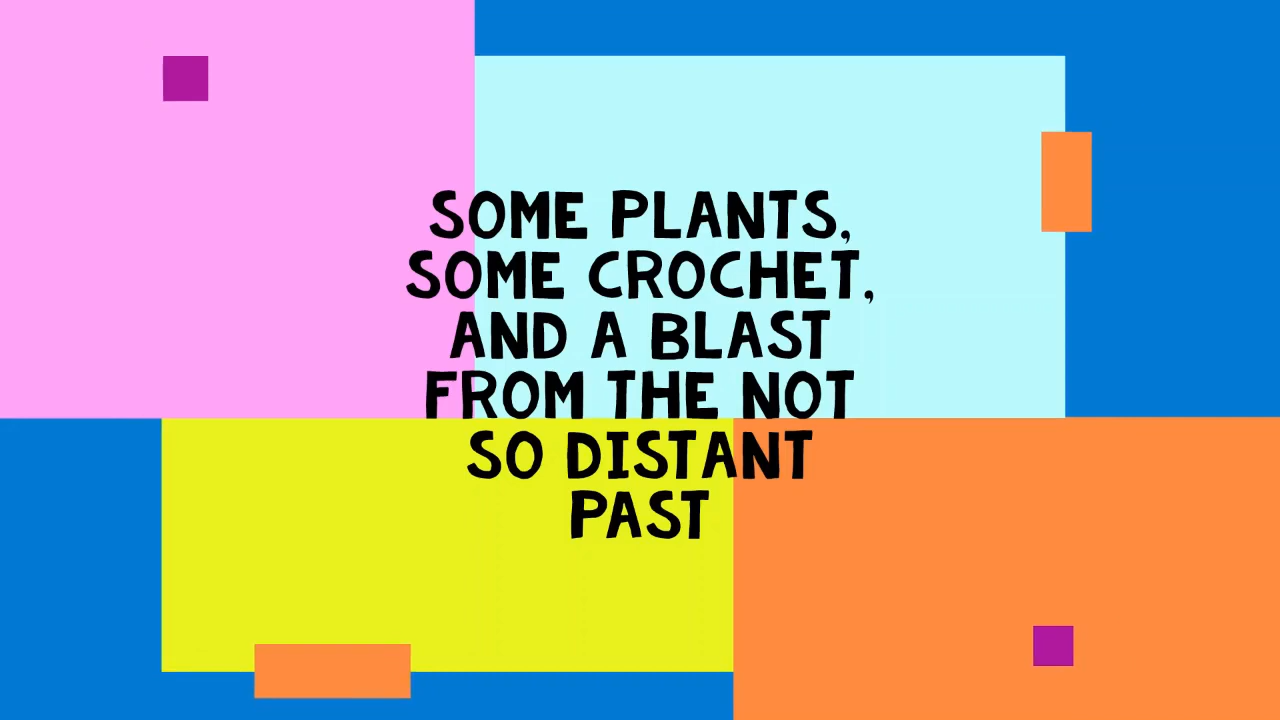 SOME PLANTS,
SOME CROCHET,
AND A BLAST
FROM THE NOT
SO DISTANT
PAST